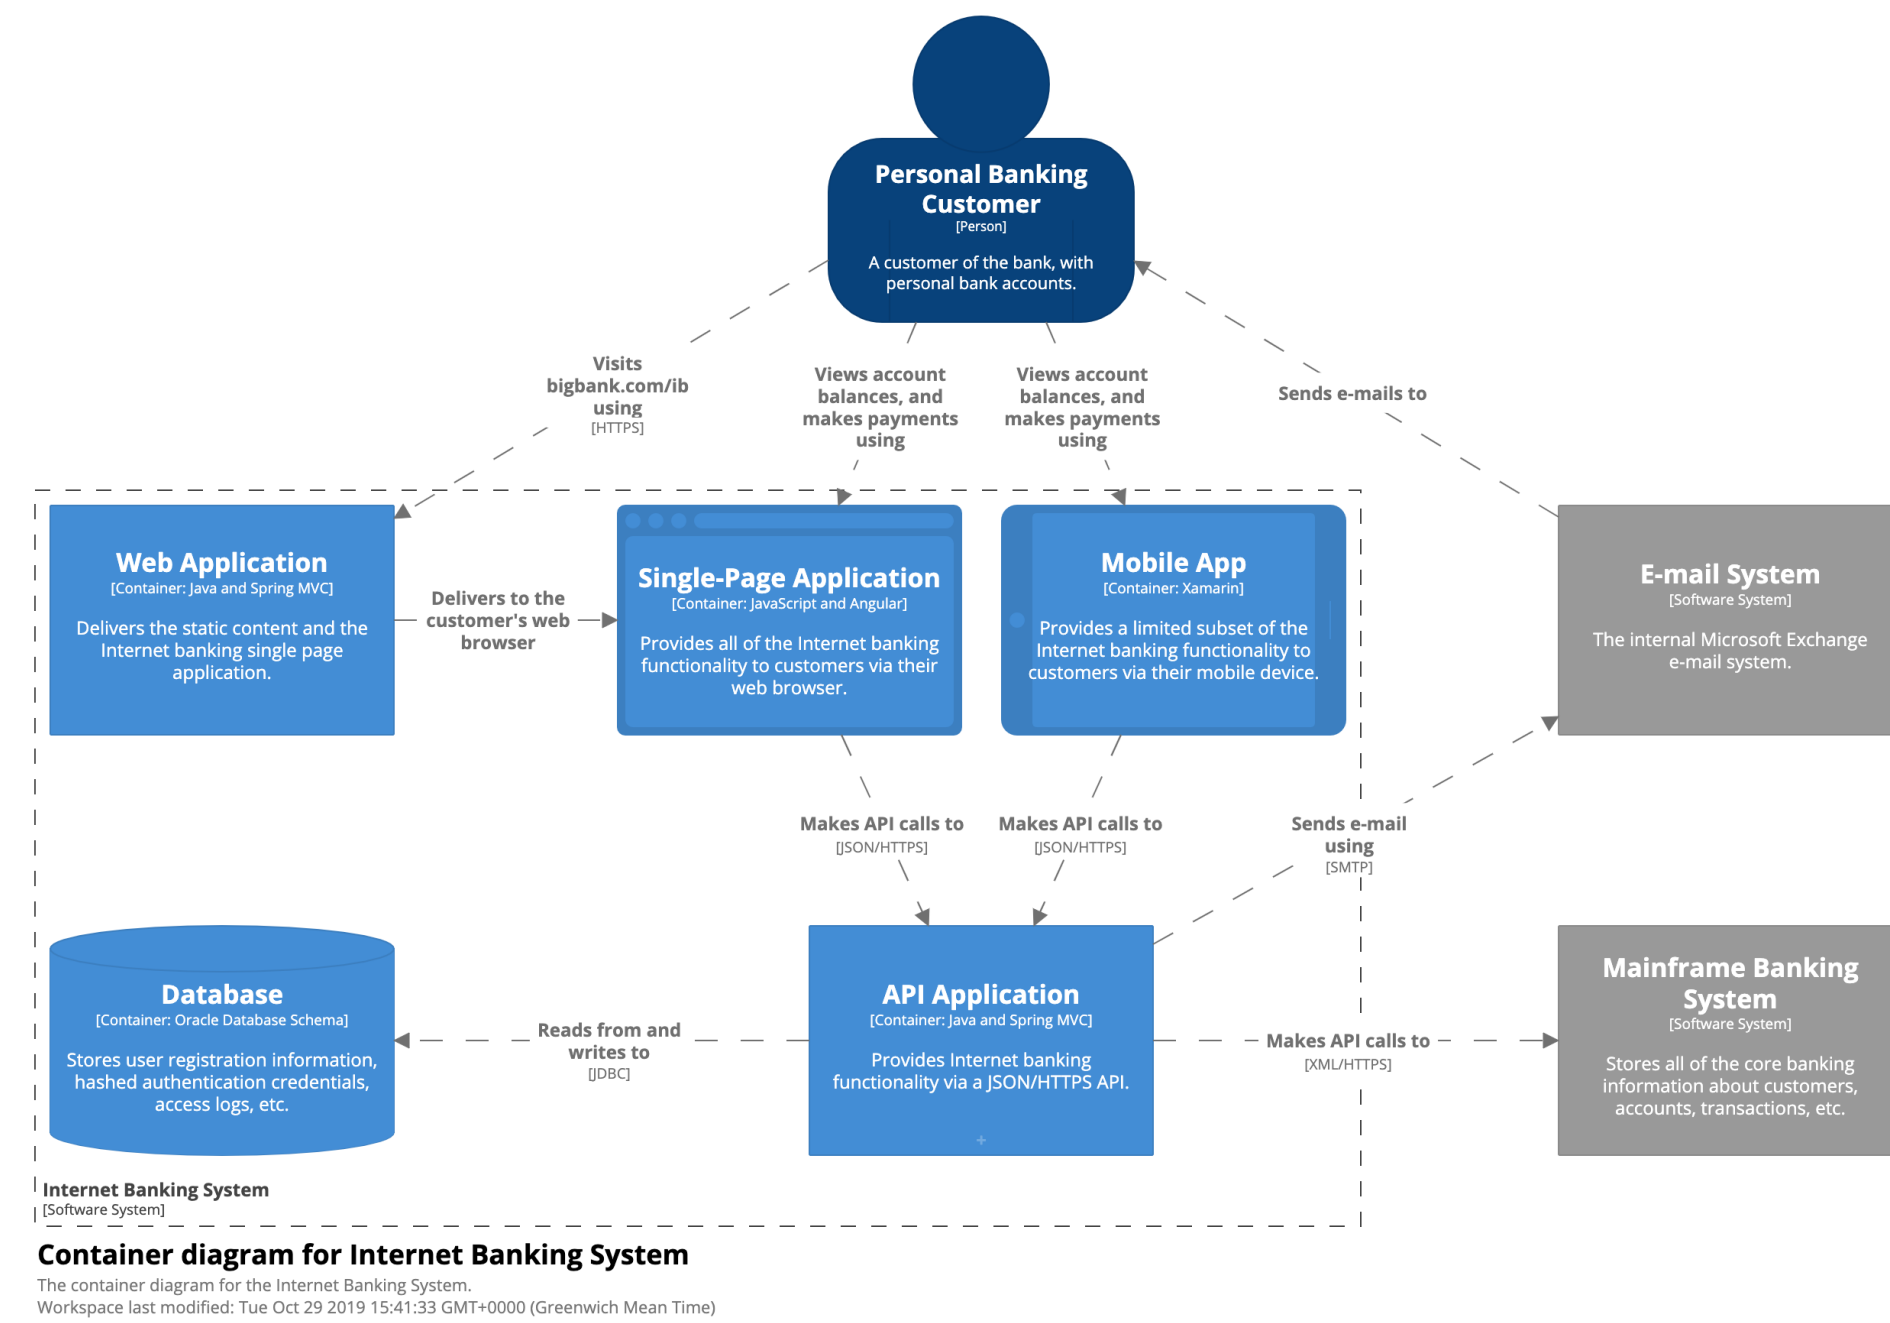 Personal Banking
Customer
[Person]
A customer of the bank, with
personal bank accounts.
Visits
bigbank.com/ib
using
[HTTPS]
Views account
balances, and
makes payments
using
Views account
balances, and
makes payments
using
Sends e-mails to
Web Application
[Container: Java and Spring MVC]
Delivers the static content and the
Internet banking single page
application.
Delivers to the
customer's web
browser
Single-Page Application
[Container: JavaScript and Angular]
Provides all of the Internet banking
functionality to customers via their
web browser.
Mobile App
[Container: Xamarin]
Provides a limited subset of the
Internet banking functionality to
customers via their mobile device.
E-mail System
[Software System]
The internal Microsoft Exchange
e-mail system.
Makes API calls to
[JSON/HTTPS]
Makes API calls to
[JSON/HTTPS]
Sends e-mail
using
[SMTP]
Database
[Container: Oracle Database Schema]
Stores user registration information,
hashed authentication credentials,
access logs, etc.
Reads from and
writes to
[JDBC]
API Application
[Container: Java and Spring MVC]
Provides Internet banking
functionality via a JSON/HTTPS API.
+
Makes API calls to
[XML/HTTPS]
Mainframe Banking
System
[Software System]
Stores all of the core banking
information about customers,
accounts, transactions, etc.
Internet Banking System
[Software System]
Container diagram for Internet Banking System
The container diagram for the Internet Banking System.
Workspace last modified: Tue Oct 29 2019 15:41:33 GMT+0000 (Greenwich Mean Time)